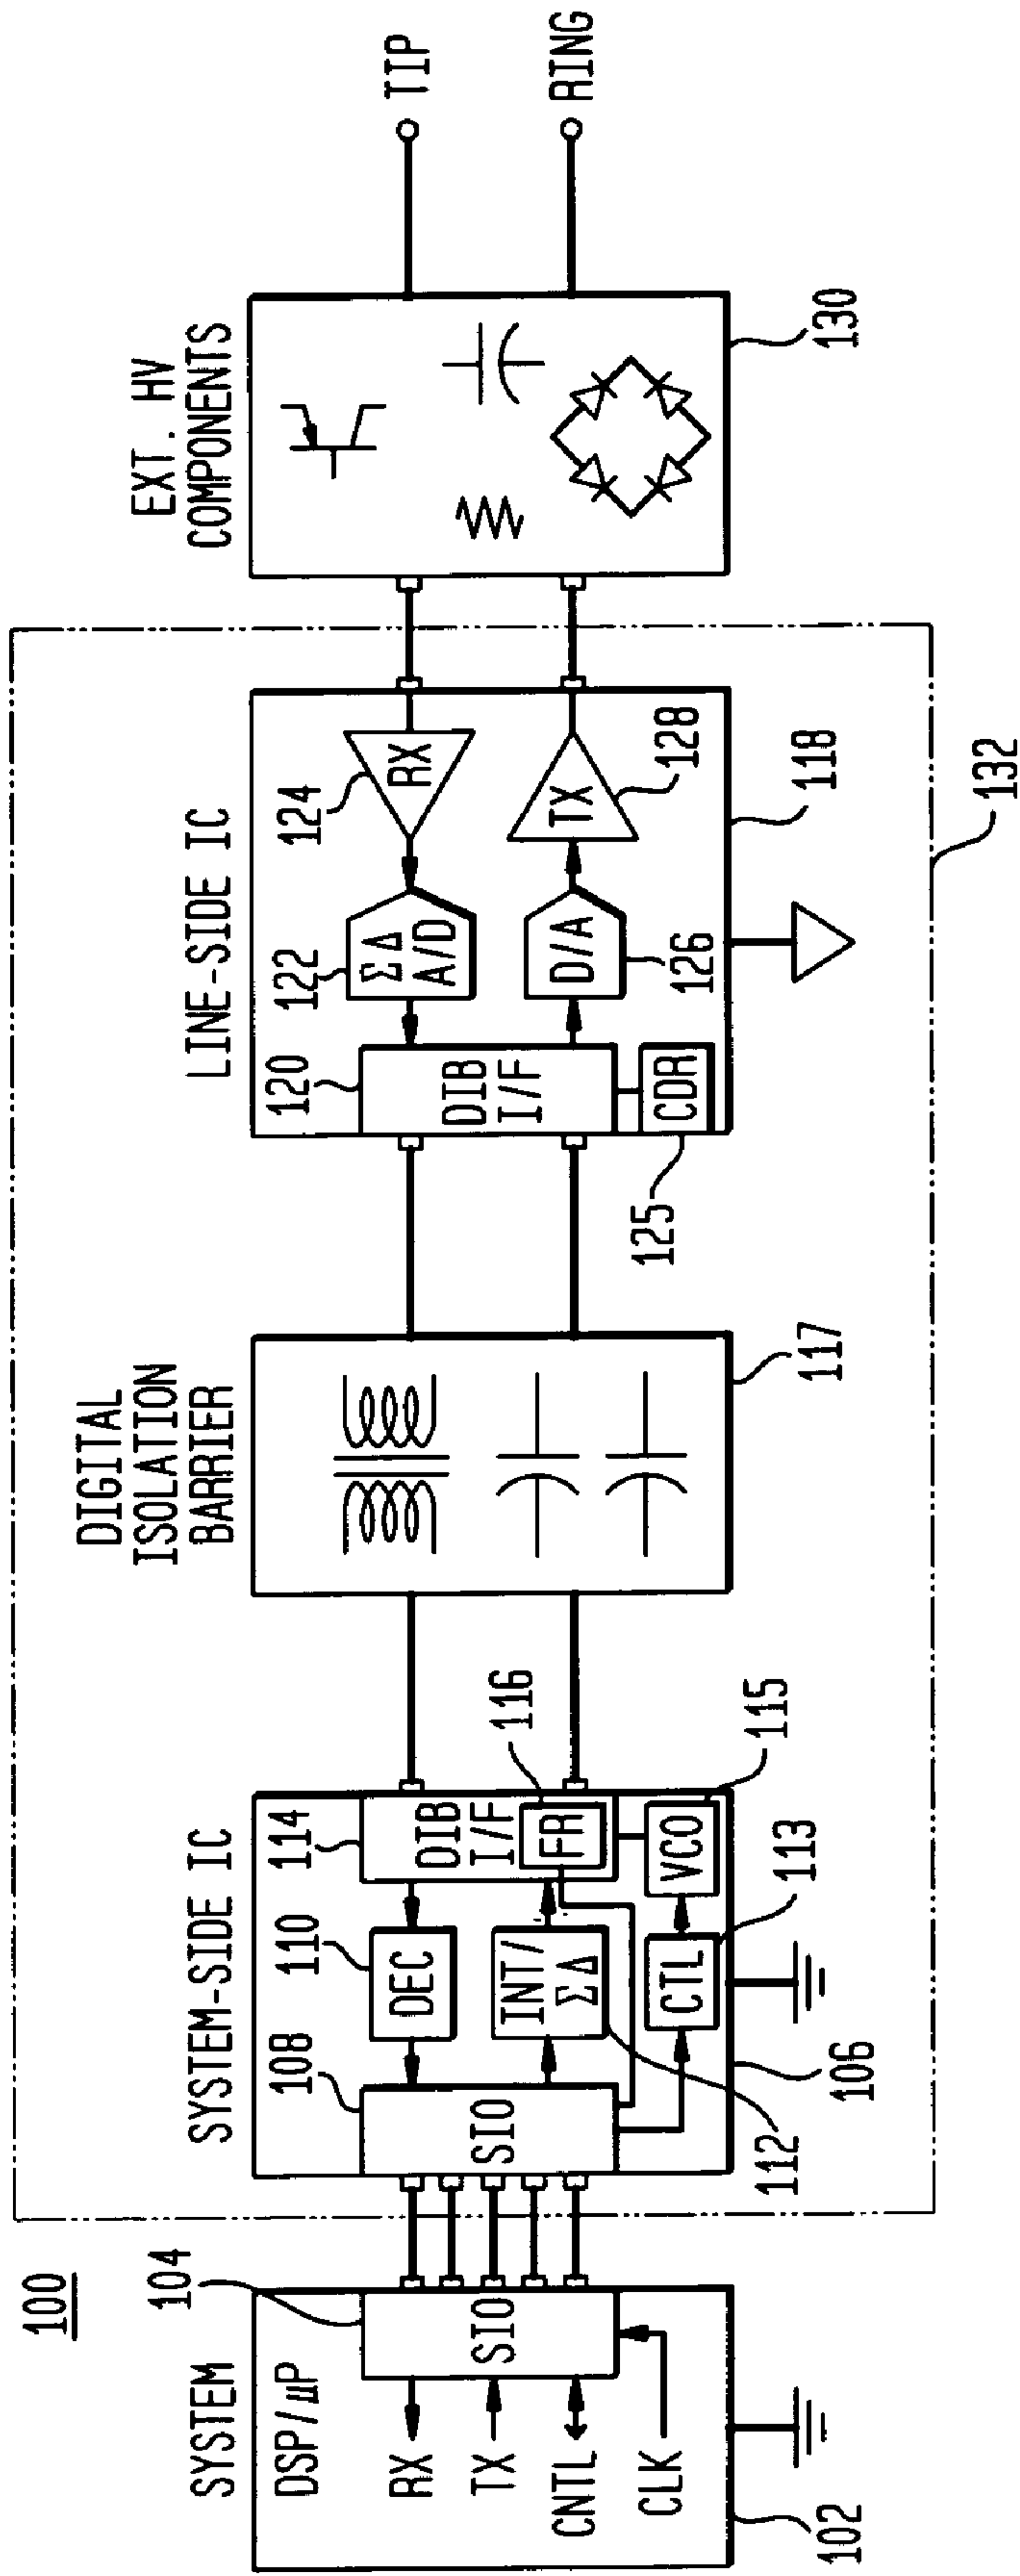 100
SYSTEM
DSP/µP
104
SIO
RX
TX
CNTL
CLK
102
SYSTEM-SIDE IC
108
SIO
110
DEC
INT/
ΣΔ
112
114
DIB
I/F
FR
116
CTL
113
VCO
115
106
DIGITAL
ISOLATION
BARRIER
117
LINE-SIDE IC
120
DIB
I/F
CDR
125
122
ΣΔ
A/D
124
RX
D/A
126
TX
128
118
132
EXT. HV
COMPONENTS
130
TIP
RING